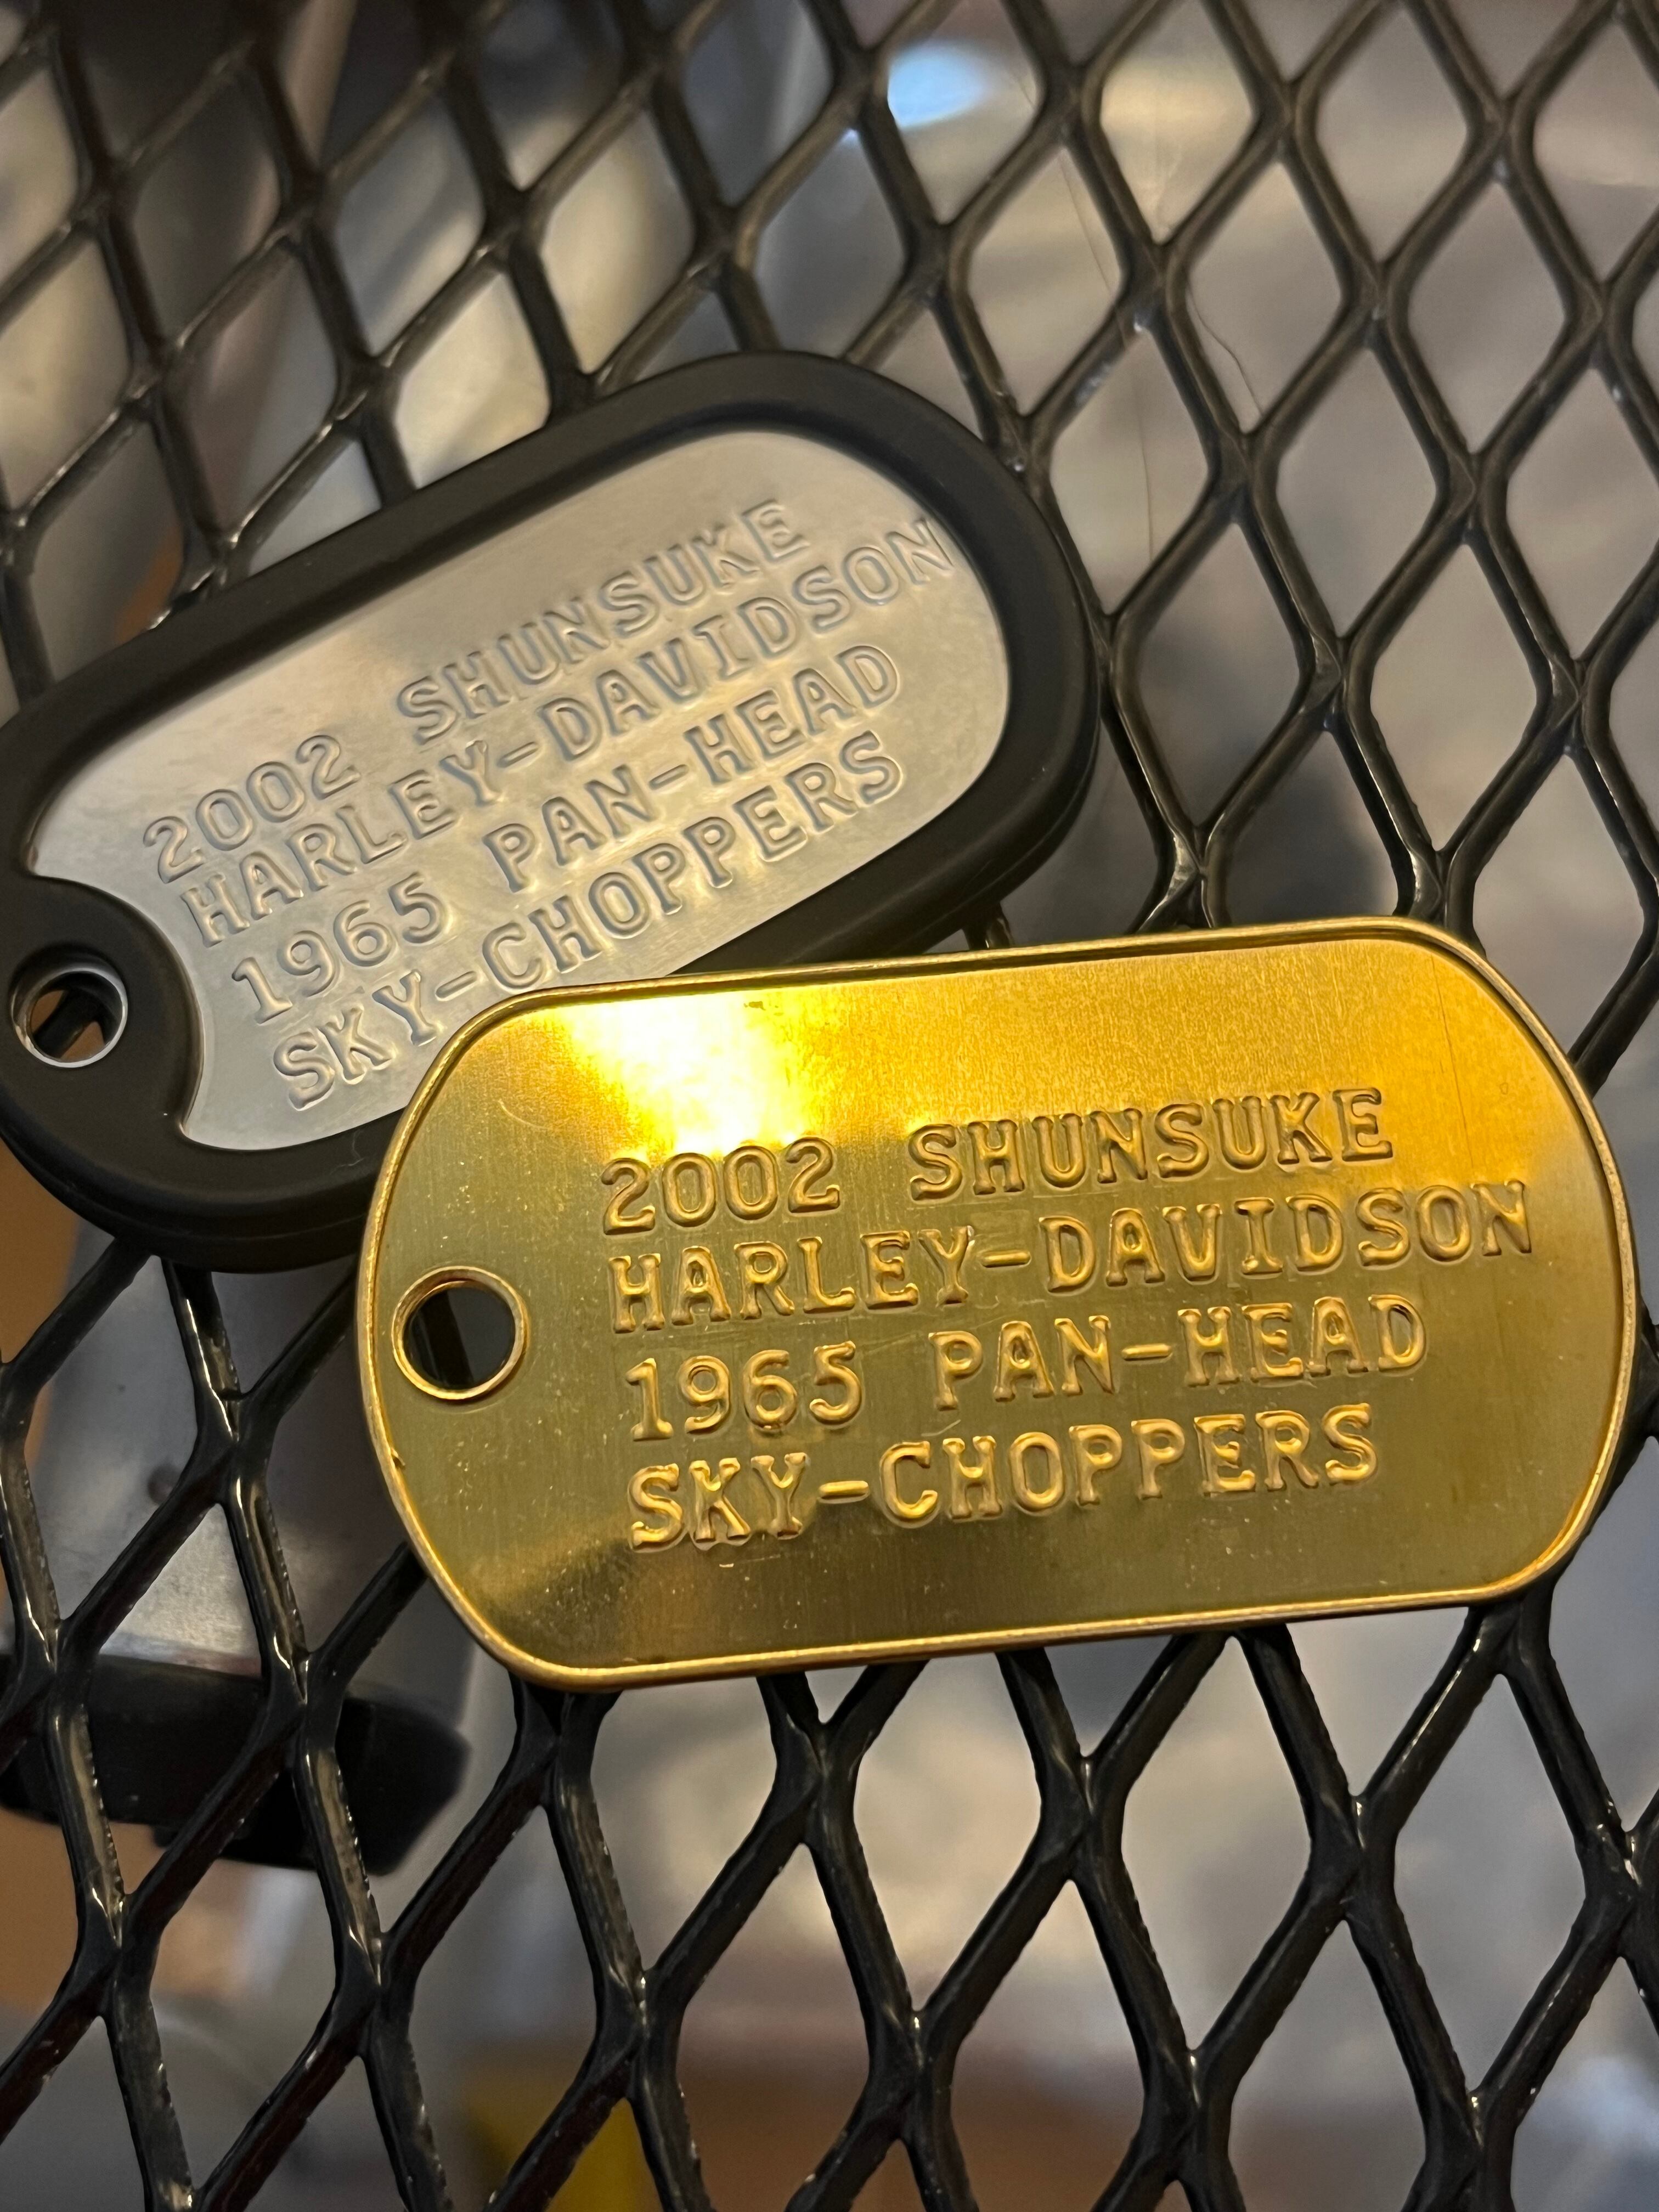 2002 SHUNSUKE
HARLEY-DAVIDSON
1965 PAN-HEAD
SKY-CHOPPERS
2002 SHUNSUKE
HARLEY-DAVIDSON
1965 PAN-HEAD
SKY-CHOPPERS